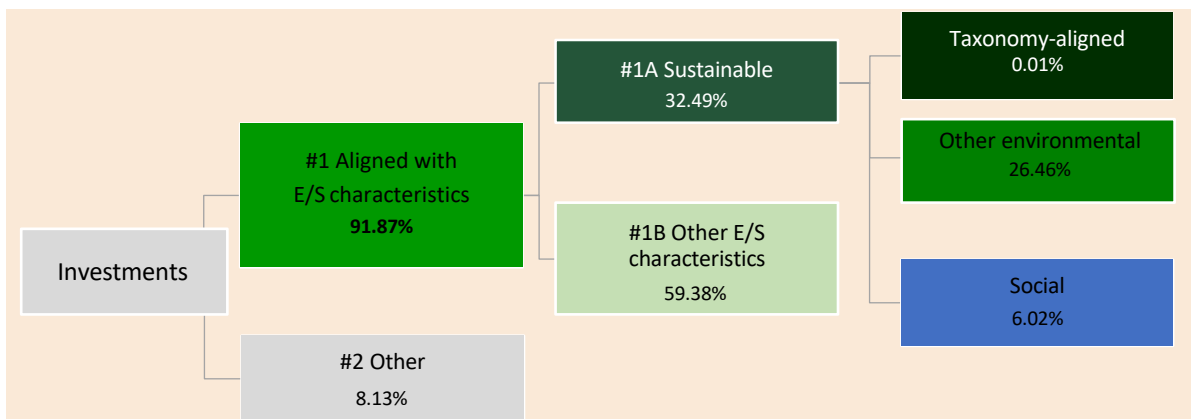 Investments
#1 Aligned with
E/S characteristics
91.87%
#2 Other
8.13%
#1A Sustainable
32.49%
#1B Other E/S
characteristics
59.38%
Taxonomy-aligned
0.01%
Other environmental
26.46%
Social
6.02%